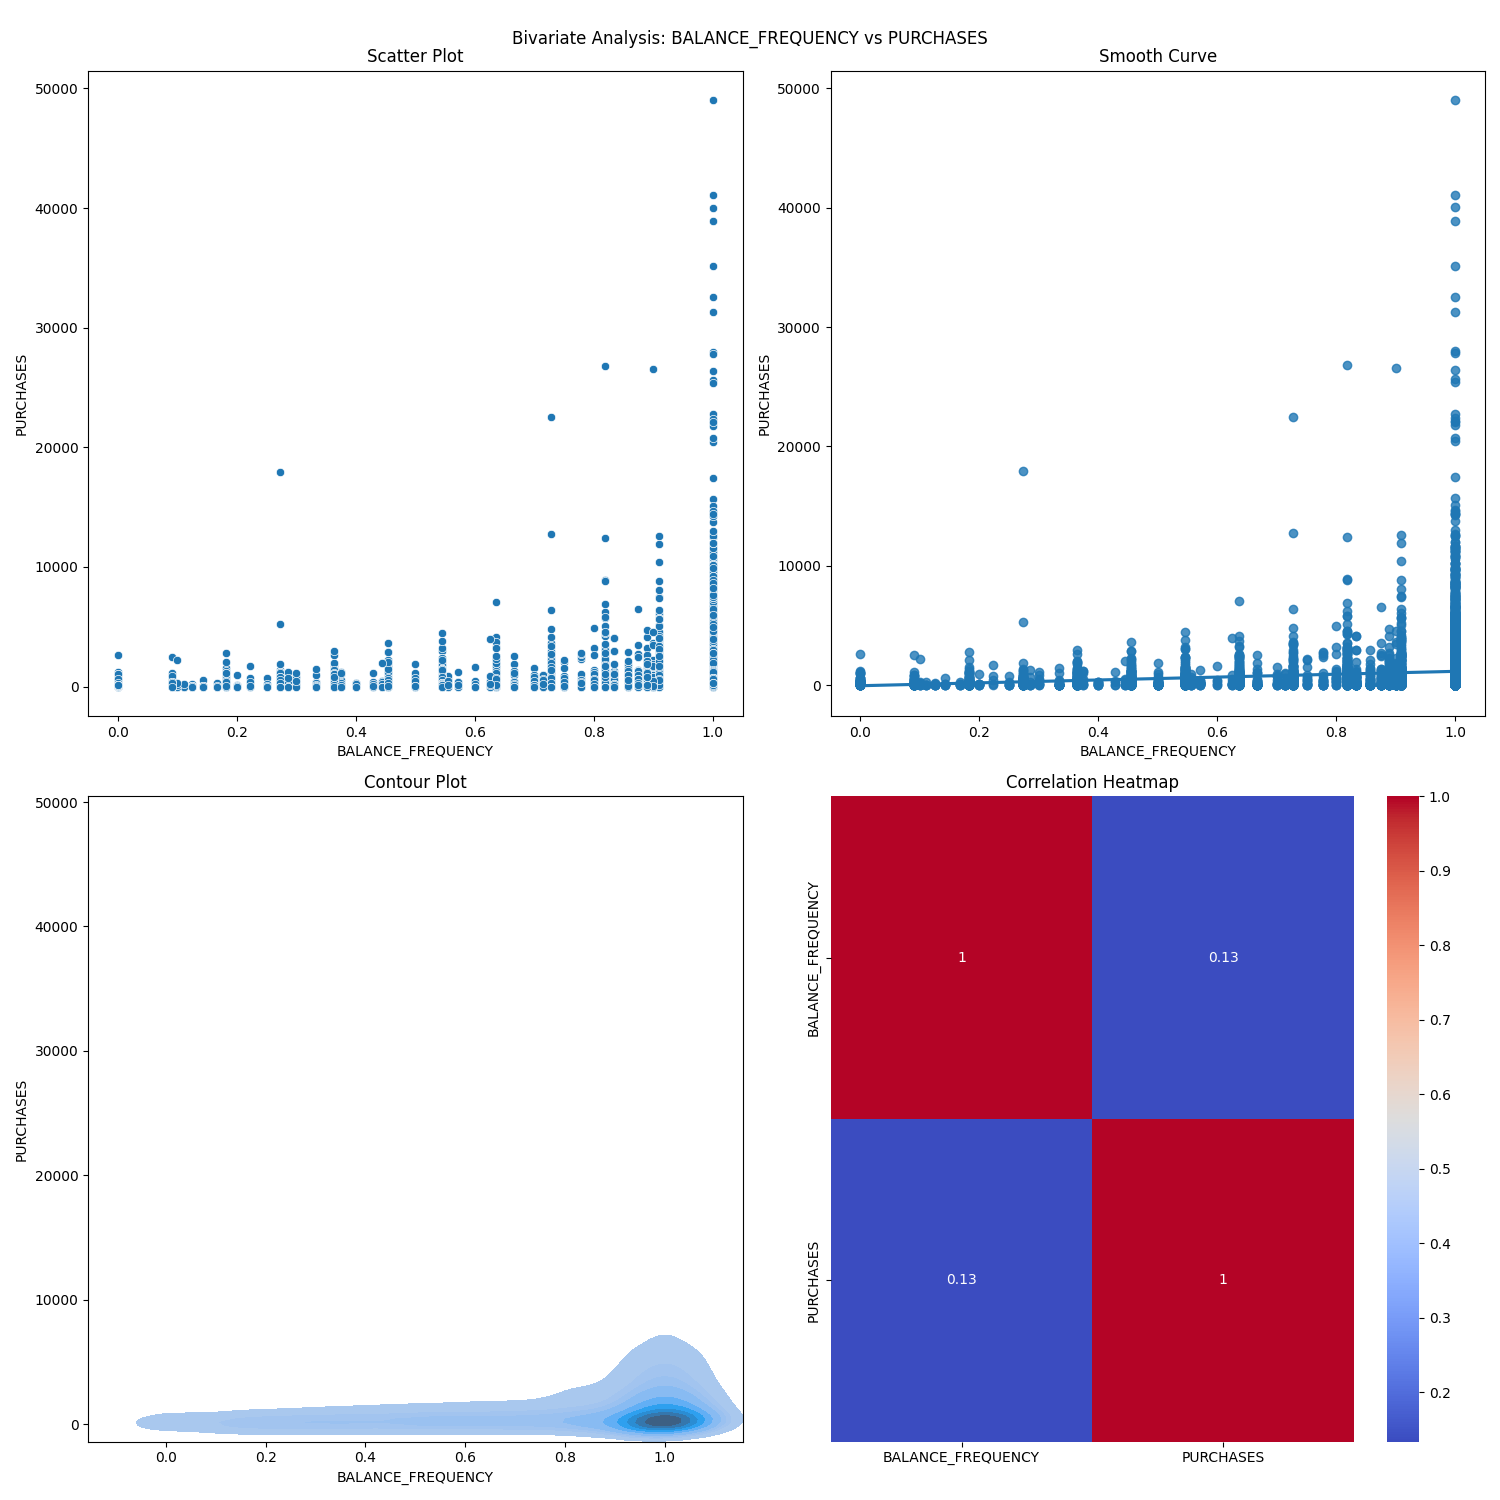 Bivariate Analysis: BALANCE_FREQUENCY vs PURCHASES
Scatter Plot
50000
40000
30000
20000
10000
0
PURCHASES
0.0 0.2 0.4 0.6 0.8 1.0
BALANCE_FREQUENCY
Smooth Curve
50000
40000
30000
20000
10000
0
PURCHASES
0.0 0.2 0.4 0.6 0.8 1.0
BALANCE_FREQUENCY
Contour Plot
50000
40000
30000
20000
10000
0
PURCHASES
0.0 0.2 0.4 0.6 0.8 1.0
BALANCE_FREQUENCY
Correlation Heatmap
BALANCE_FREQUENCY
PURCHASES
1 0.13
0.13 1
BALANCE_FREQUENCY PURCHASES
1.0
0.9
0.8
0.7
0.6
0.5
0.4
0.3
0.2